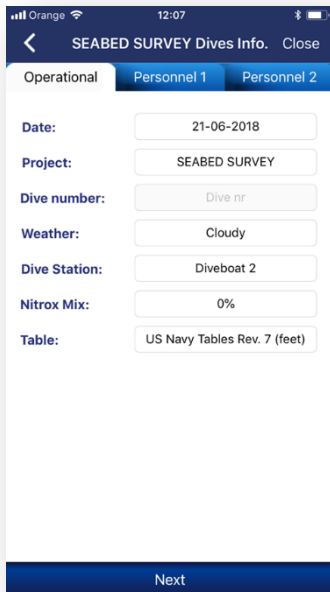 Orange 12:07
SEABED SURVEY Dives Info. Close
Operational Personnel 1 Personnel 2
Date: 21-06-2018
Project: SEABED SURVEY
Dive number: Dive nr
Weather: Cloudy
Dive Station: Diveboat 2
Nitrox Mix: 0%
Table: US Navy Tables Rev. 7 (feet)
Next